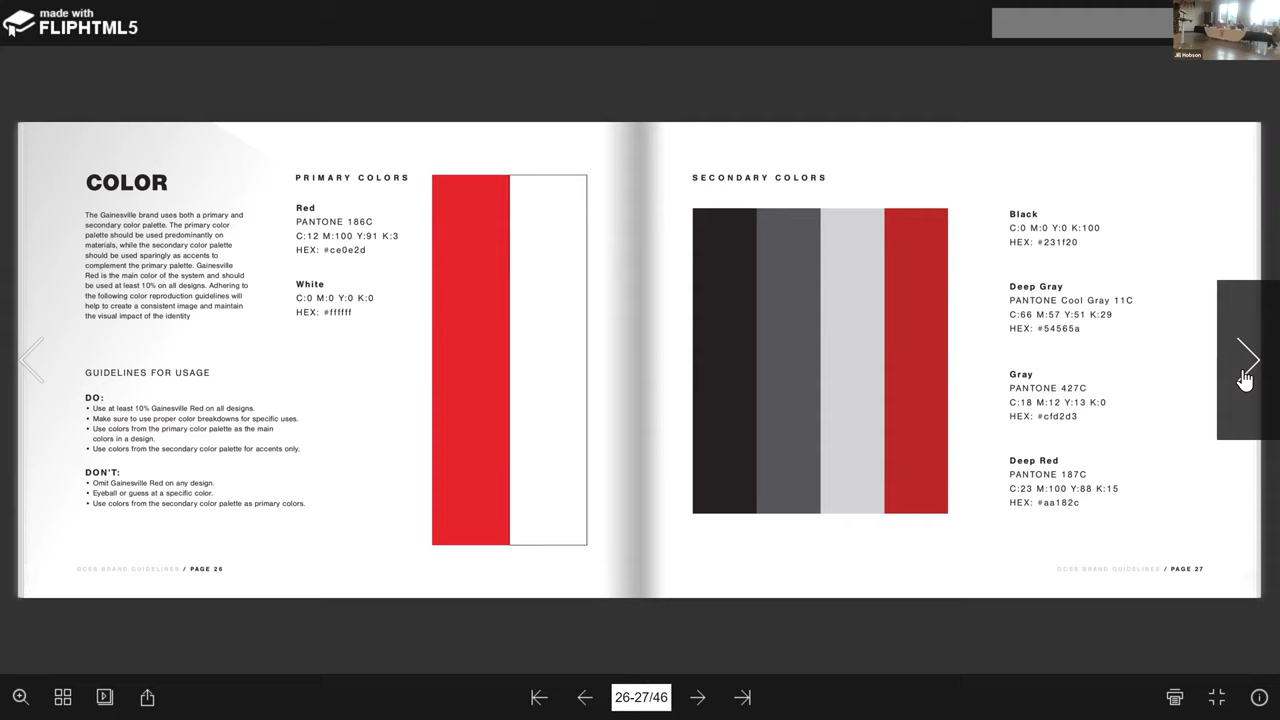 made with
FLIPHTML5
Jill Hobson
COLOR
The Gainesville brand uses both a primary and
secondary color palette. The primary color
palette should be used predominantly on
materials, while the secondary color palette
should be used sparingly as accents to
complement the primary palette. Gainesville
Red is the main color of the system and should
be used at least 10% on all designs. Adhering to
the following color reproduction guidelines will
help to create a consistent image and maintain
the visual impact of the identity
PRIMARY COLORS
Red
PANTONE 186C
C:12 M:100 Y:91 K:3
HEX: #ce0e2d
White
C:0 M:0 Y:0 K:0
HEX: #ffffff
GUIDELINES FOR USAGE
DO:
• Use at least 10% Gainesville Red on all designs.
• Make sure to use proper color breakdowns for specific uses.
• Use colors from the primary color palette as the main
colors in a design.
• Use colors from the secondary color palette for accents only.
DON'T:
• Omit Gainesville Red on any design.
• Eyeball or guess at a specific color.
• Use colors from the secondary color palette as primary colors.
GCSS BRAND GUIDELINES / PAGE 26
SECONDARY COLORS
Black
C:0 M:0 Y:0 K:100
HEX: #231f20
Deep Gray
PANTONE Cool Gray 11C
C:66 M:57 Y:51 K:29
HEX: #54565a
Gray
PANTONE 427C
C:18 M:12 Y:13 K:0
HEX: #cfd2d3
Deep Red
PANTONE 187C
C:23 M:100 Y:88 K:15
HEX: #aa182c
GCSS BRAND GUIDELINES / PAGE 27
26-27/46